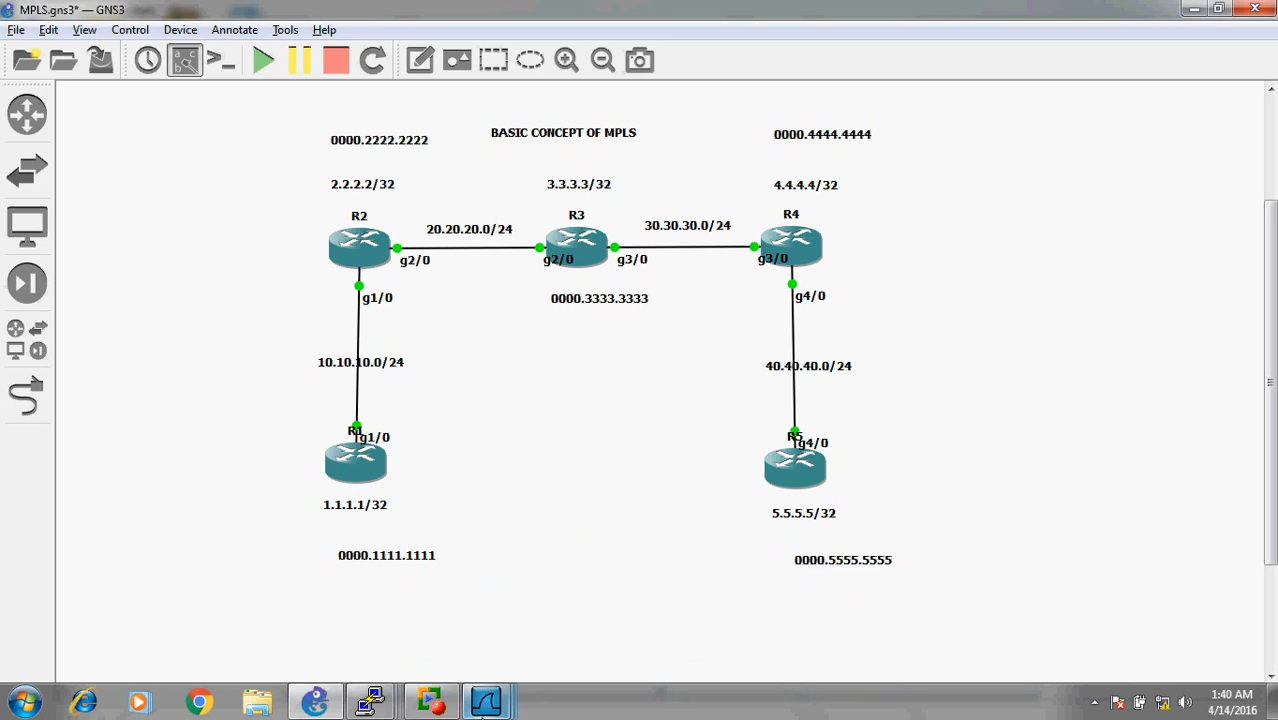 MPLS.gns3* — GNS3
File Edit View Control Device Annotate Tools Help
BASIC CONCEPT OF MPLS
0000.2222.2222
0000.4444.4444
2.2.2.2/32
3.3.3.3/32
4.4.4.4/32
R2
R3
R4
20.20.20.0/24
30.30.30.0/24
g2/0
g2/0
g3/0
g3/0
g1/0
0000.3333.3333
g4/0
10.10.10.0/24
40.40.40.0/24
R1
g1/0
R5
g4/0
1.1.1.1/32
5.5.5.5/32
0000.1111.1111
0000.5555.5555
1:40 AM
4/14/2016